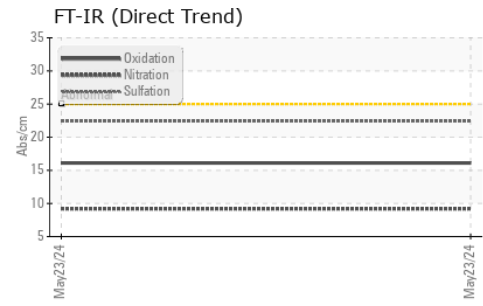 FT-IR (Direct Trend)
35
30
25
20
15
10
5
Abs/cm
Oxidation
Nitration
Sulfation
Abnormal
May23/24
May23/24